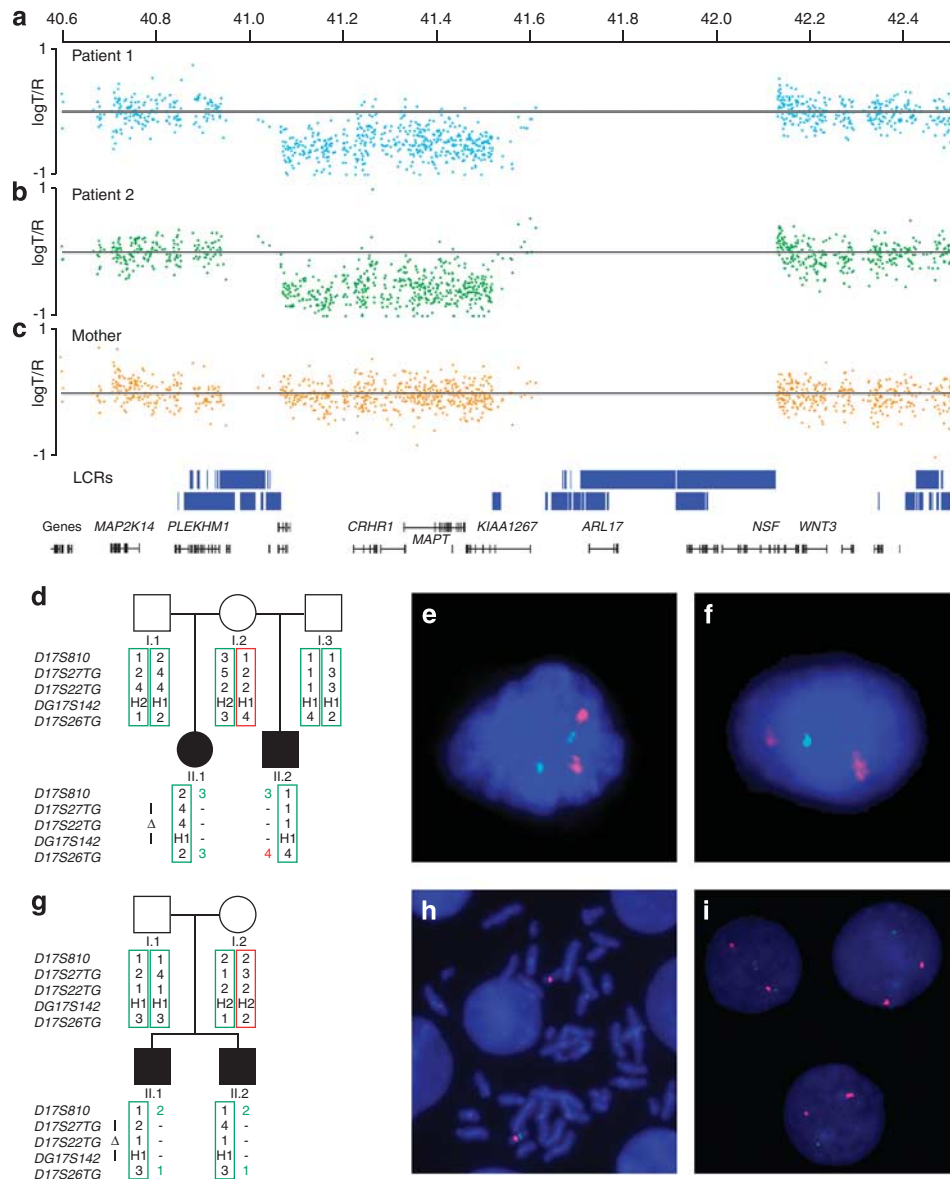 a
40.6 40.8 41.0 41.2 41.4 41.6 41.8 42.0 42.2 42.4
1
Patient 1
logT/R
-1
b
1
Patient 2
logT/R
-1
c
1
Mother
logT/R
-1
LCRs
Genes MAP2K14 PLEKHM1 CRHR1 MAPT KIAA1267 ARL17 NSF WNT3
d
I.1 I.2 I.3
D17S810 1 2 3 1 1 1
D17S27TG 2 4 5 2 1 3
D17S22TG 4 4 2 2 1 3
DG17S142 H2 H1 H2 H1 H1 H1
D17S26TG 1 2 3 4 4 2
II.1 II.2
D17S810 2 3 3 1
D17S27TG I 4 - - 1
D17S22TG Δ 4 - - 1
DG17S142 I H1 - - H1
D17S26TG 2 3 4 4
e
f
g
I.1 I.2
D17S810 1 1 2 2
D17S27TG 2 4 1 3
D17S22TG 1 1 2 2
DG17S142 H1 H1 H2 H2
D17S26TG 3 3 1 2
II.1 II.2
D17S810 1 2 1 2
D17S27TG I 2 - 4 -
D17S22TG Δ 1 - 1 -
DG17S142 I H1 - H1 -
D17S26TG 3 1 3 1
h
i